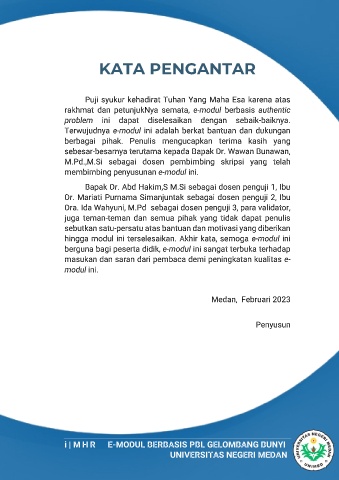 KATA PENGANTAR
Puji syukur kehadirat Tuhan Yang Maha Esa karena atas
rakhmat dan petunjukNya semata, e-modul berbasis authentic
problem ini dapat diselesaikan dengan sebaik-baiknya.
Terwujudnya e-modul ini adalah berkat bantuan dan dukungan
berbagai pihak. Penulis mengucapkan terima kasih yang
sebesar-besarnya terutama kepada Bapak Dr. Wawan Bunawan,
M.Pd.,M.Si sebagai dosen pembimbing skripsi yang telah
membimbing penyusunan e-modul ini.
Bapak Dr. Abd Hakim,S M.Si sebagai dosen penguji 1, Ibu
Dr. Mariati Purnama Simanjuntak sebagai dosen penguji 2, Ibu
Dra. Ida Wahyuni, M.Pd sebagai dosen penguji 3, para validator,
juga teman-teman dan semua pihak yang tidak dapat penulis
sebutkan satu-persatu atas bantuan dan motivasi yang diberikan
hingga modul ini terselesaikan. Akhir kata, semoga e-modul ini
berguna bagi peserta didik, e-modul ini sangat terbuka terhadap
masukan dan saran dari pembaca demi peningkatan kualitas e-
modul ini.
Medan, Februari 2023
Penyusun
i | M H R E-MODUL BERBASIS PBL GELOMBANG BUNYI
UNIVERSITAS NEGERI MEDAN
UNIVERSITAS NEGERI MEDAN
UNIMED